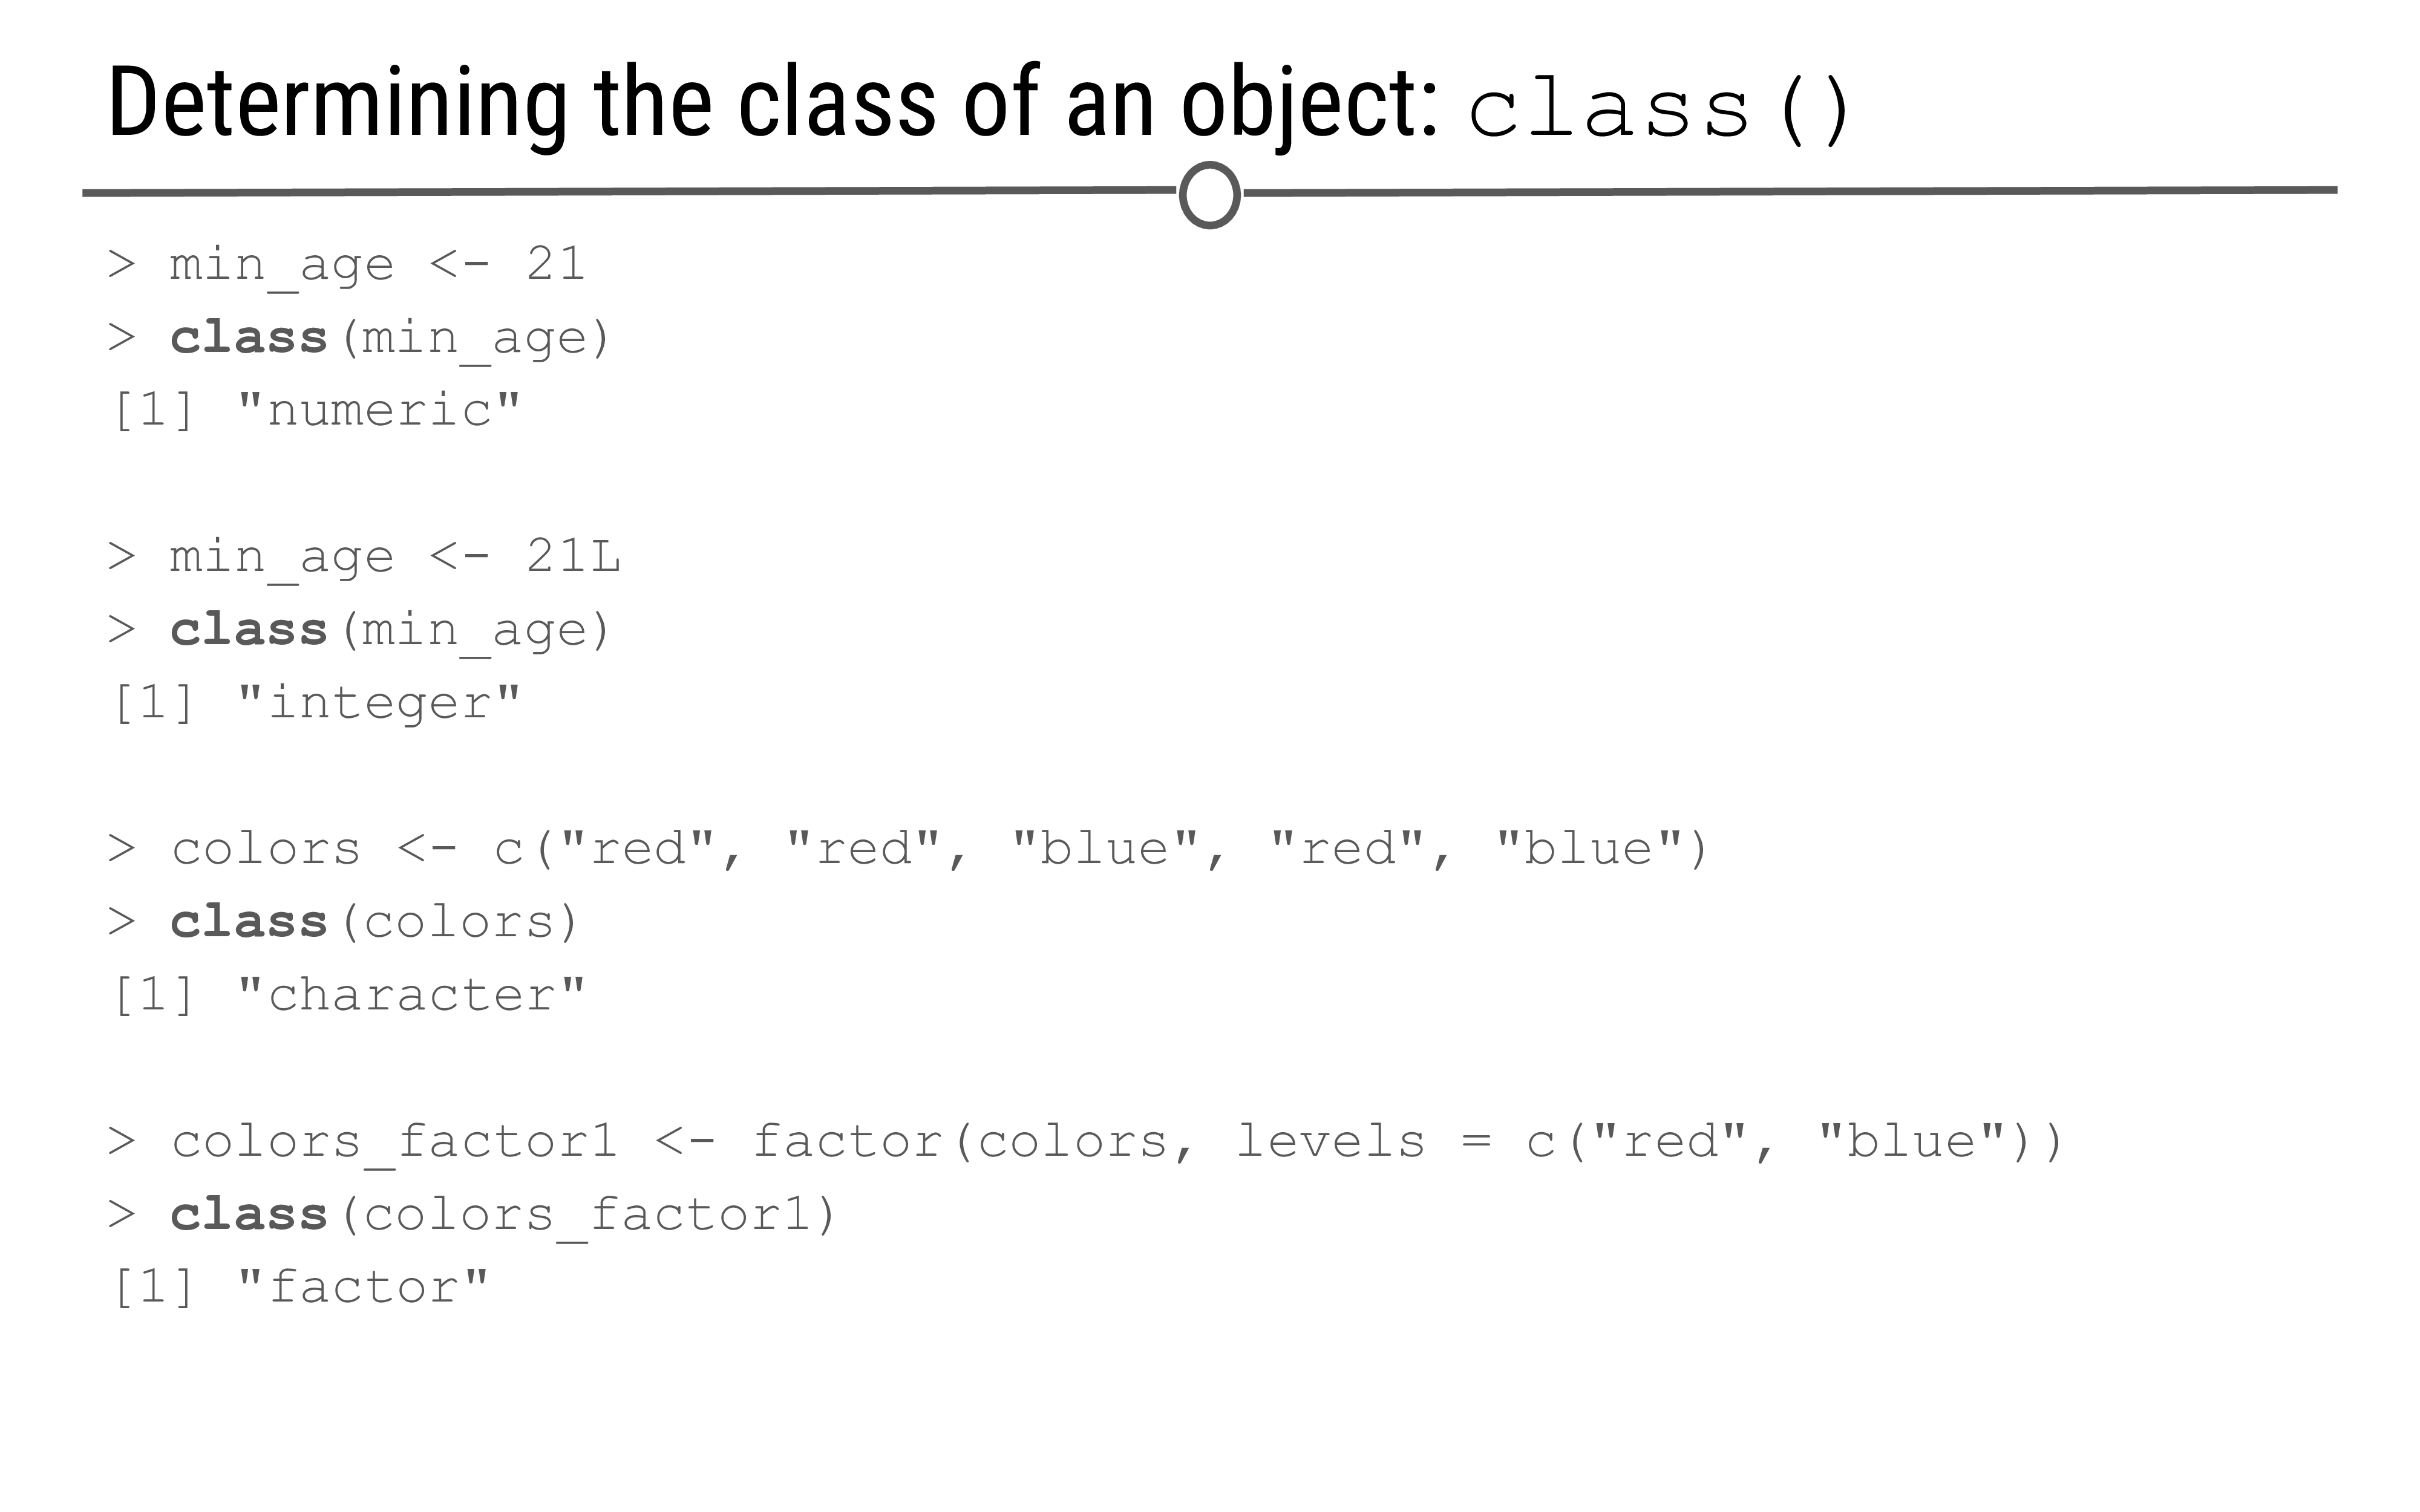 Determining the class of an object: class()
> min_age <- 21
> class(min_age)
[1] "numeric"
> min_age <- 21L
> class(min_age)
[1] "integer"
> colors <- c("red", "red", "blue", "red", "blue")
> class(colors)
[1] "character"
> colors_factor1 <- factor(colors, levels = c("red", "blue"))
> class(colors_factor1)
[1] "factor"